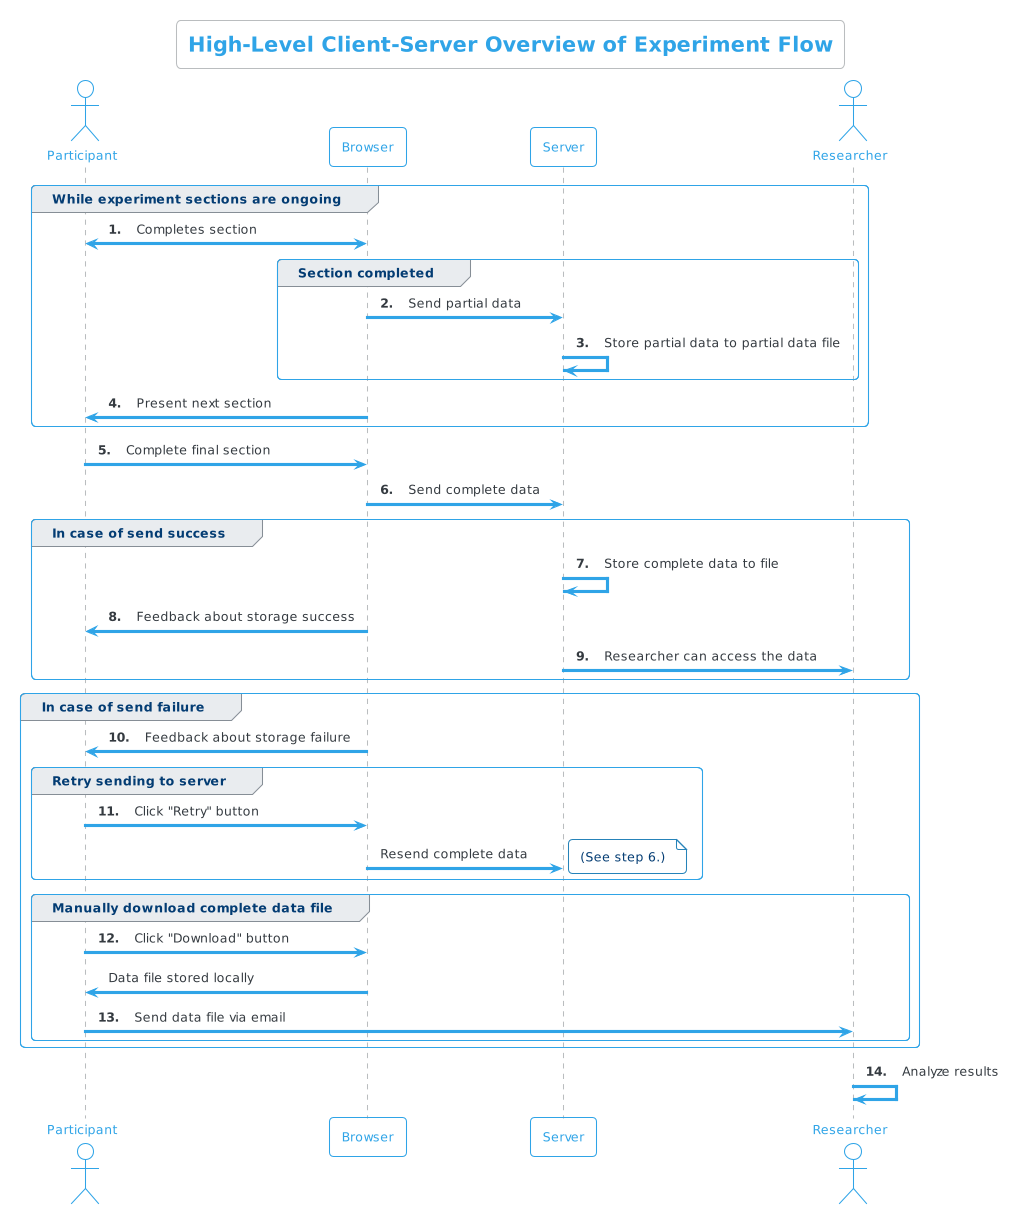 High-Level Client-Server Overview of Experiment Flow
Participant
Browser
Server
Researcher
While experiment sections are ongoing
1. Completes section
Section completed
2. Send partial data
3. Store partial data to partial data file
4. Present next section
5. Complete final section
6. Send complete data
In case of send success
7. Store complete data to file
8. Feedback about storage success
9. Researcher can access the data
In case of send failure
10. Feedback about storage failure
Retry sending to server
11. Click "Retry" button
Resend complete data
(See step 6.)
Manually download complete data file
12. Click "Download" button
Data file stored locally
13. Send data file via email
14. Analyze results
Participant
Browser
Server
Researcher